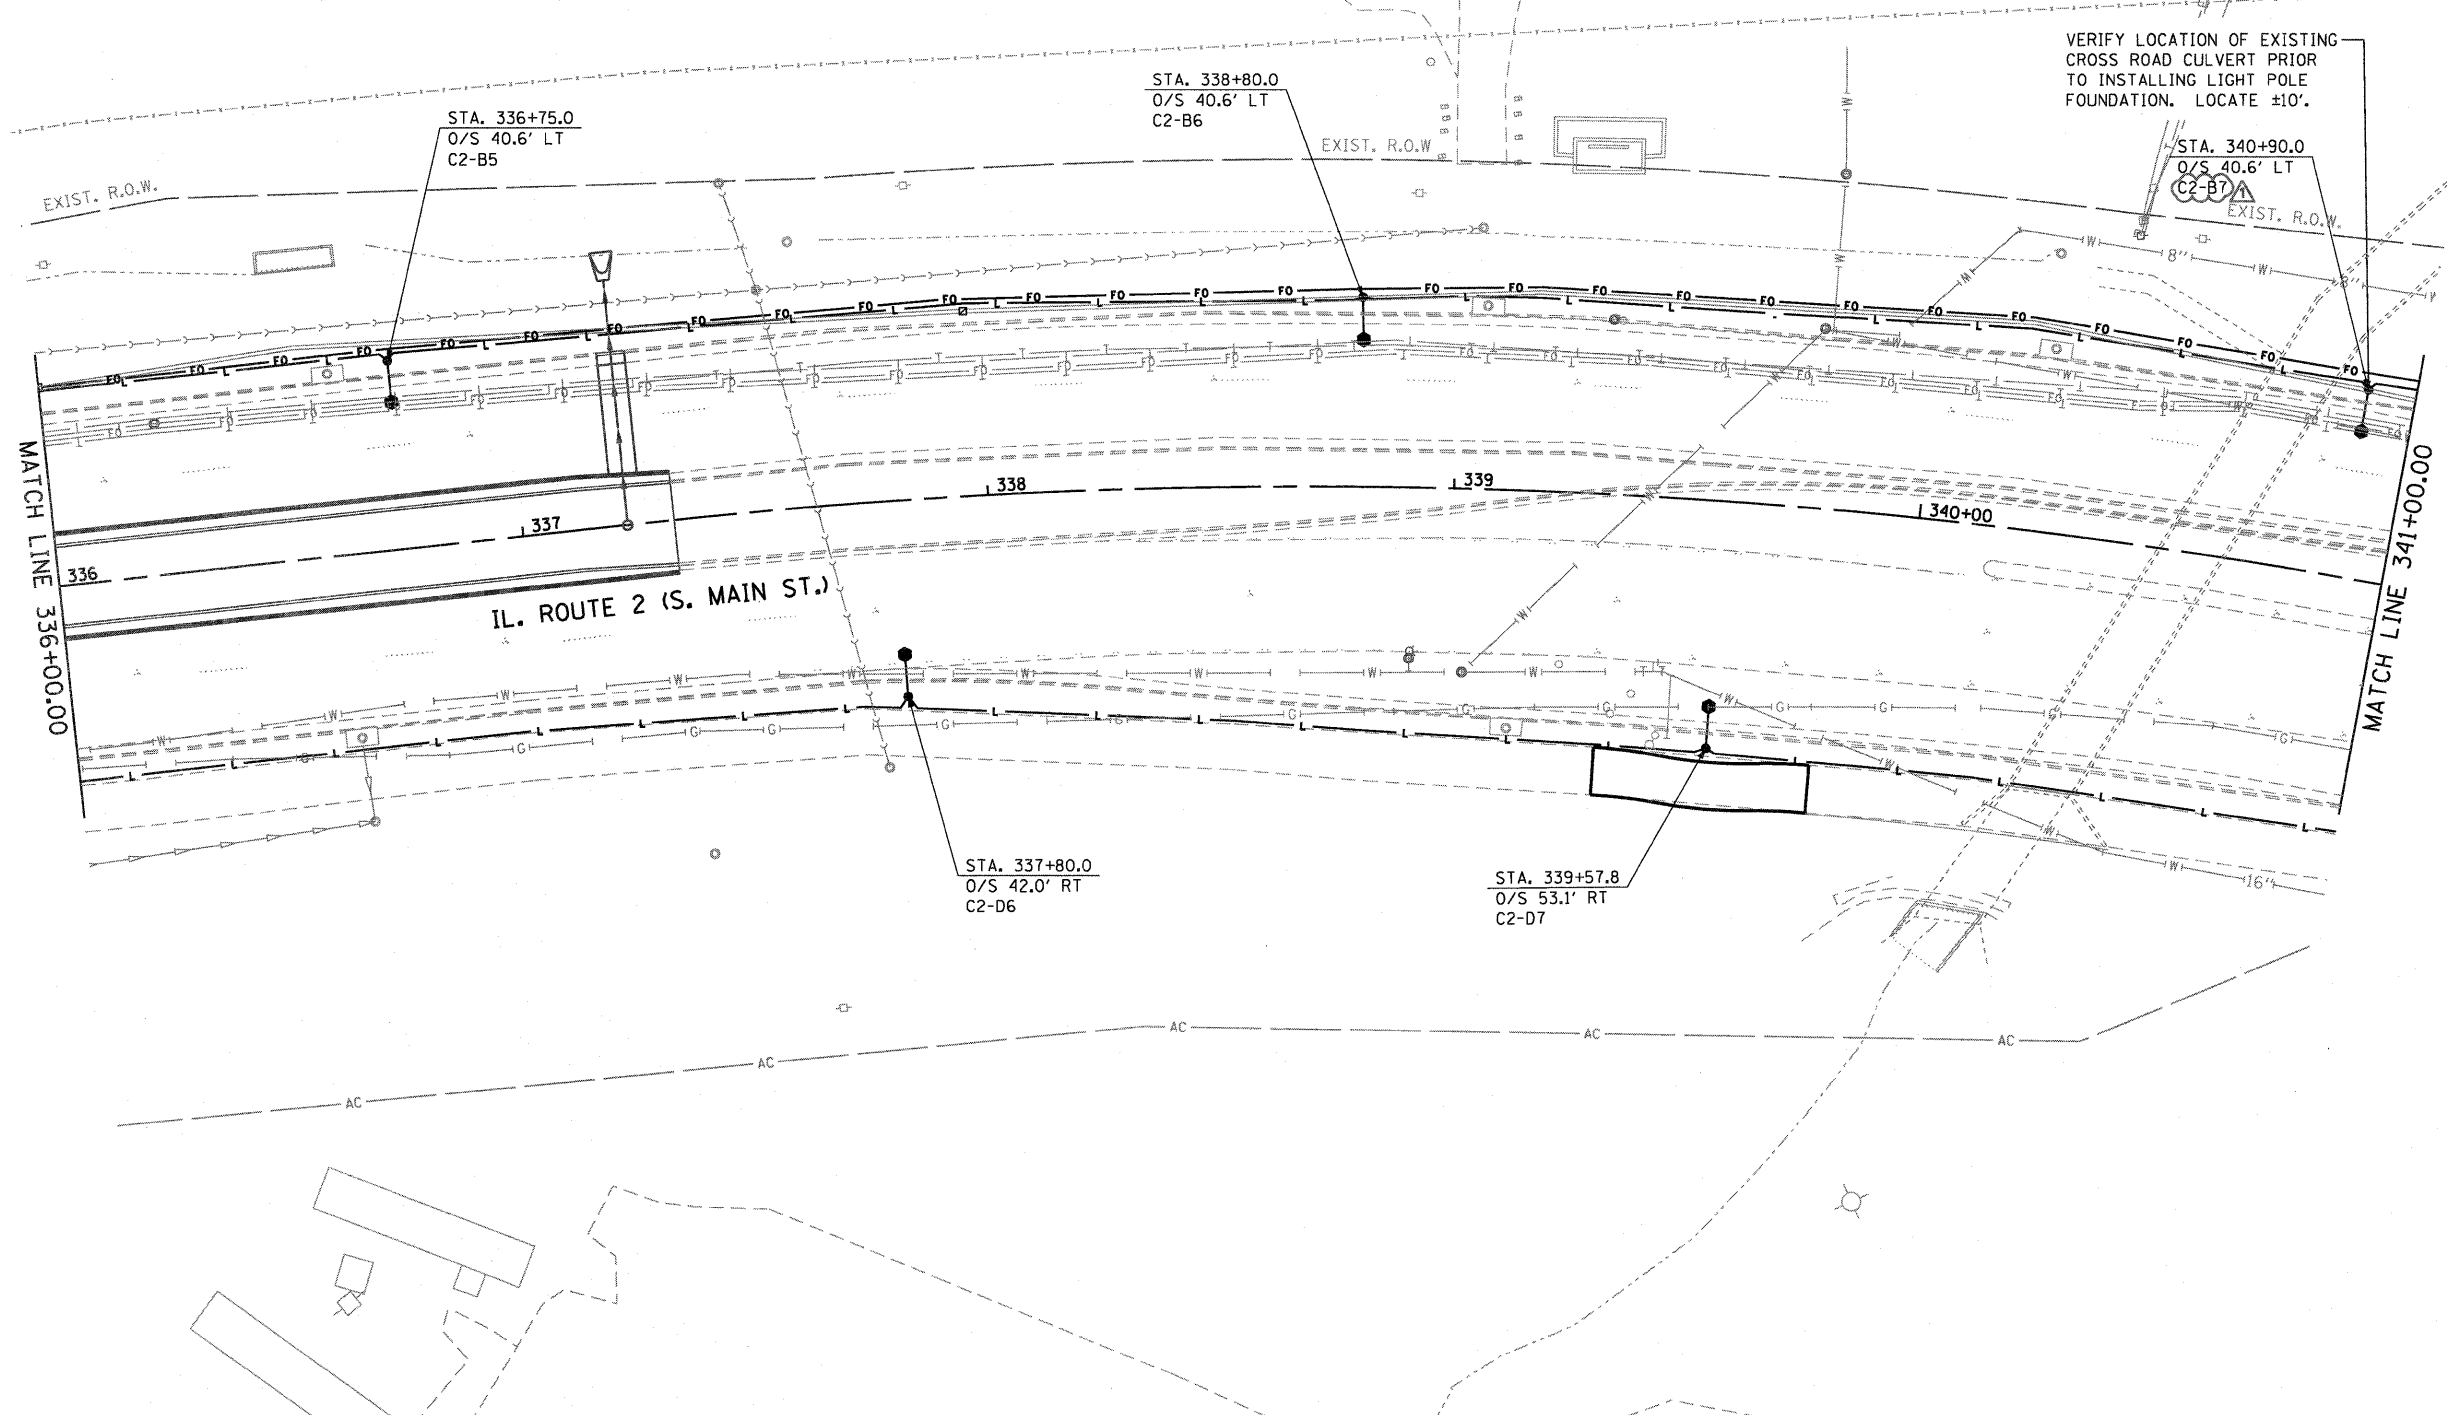 VERIFY LOCATION OF EXISTING
CROSS ROAD CULVERT PRIOR
TO INSTALLING LIGHT POLE
FOUNDATION. LOCATE ±10'.
STA. 338+80.0
O/S 40.6' LT
C2-B6
STA. 336+75.0
O/S 40.6' LT
C2-B5
STA. 340+90.0
O/S 40.6' LT
C2-B7
1
EXIST. R.O.W.
EXIST. R.O.W
EXIST. R.O.W.
8"
8"
MATCH LINE 336+00.00
336
337
338
339
340+00
MATCH LINE 341+00.00
IL. ROUTE 2 (S. MAIN ST.)
STA. 337+80.0
O/S 42.0' RT
C2-D6
STA. 339+57.8
O/S 53.1' RT
C2-D7
16"
AC
AC
AC
AC
AC